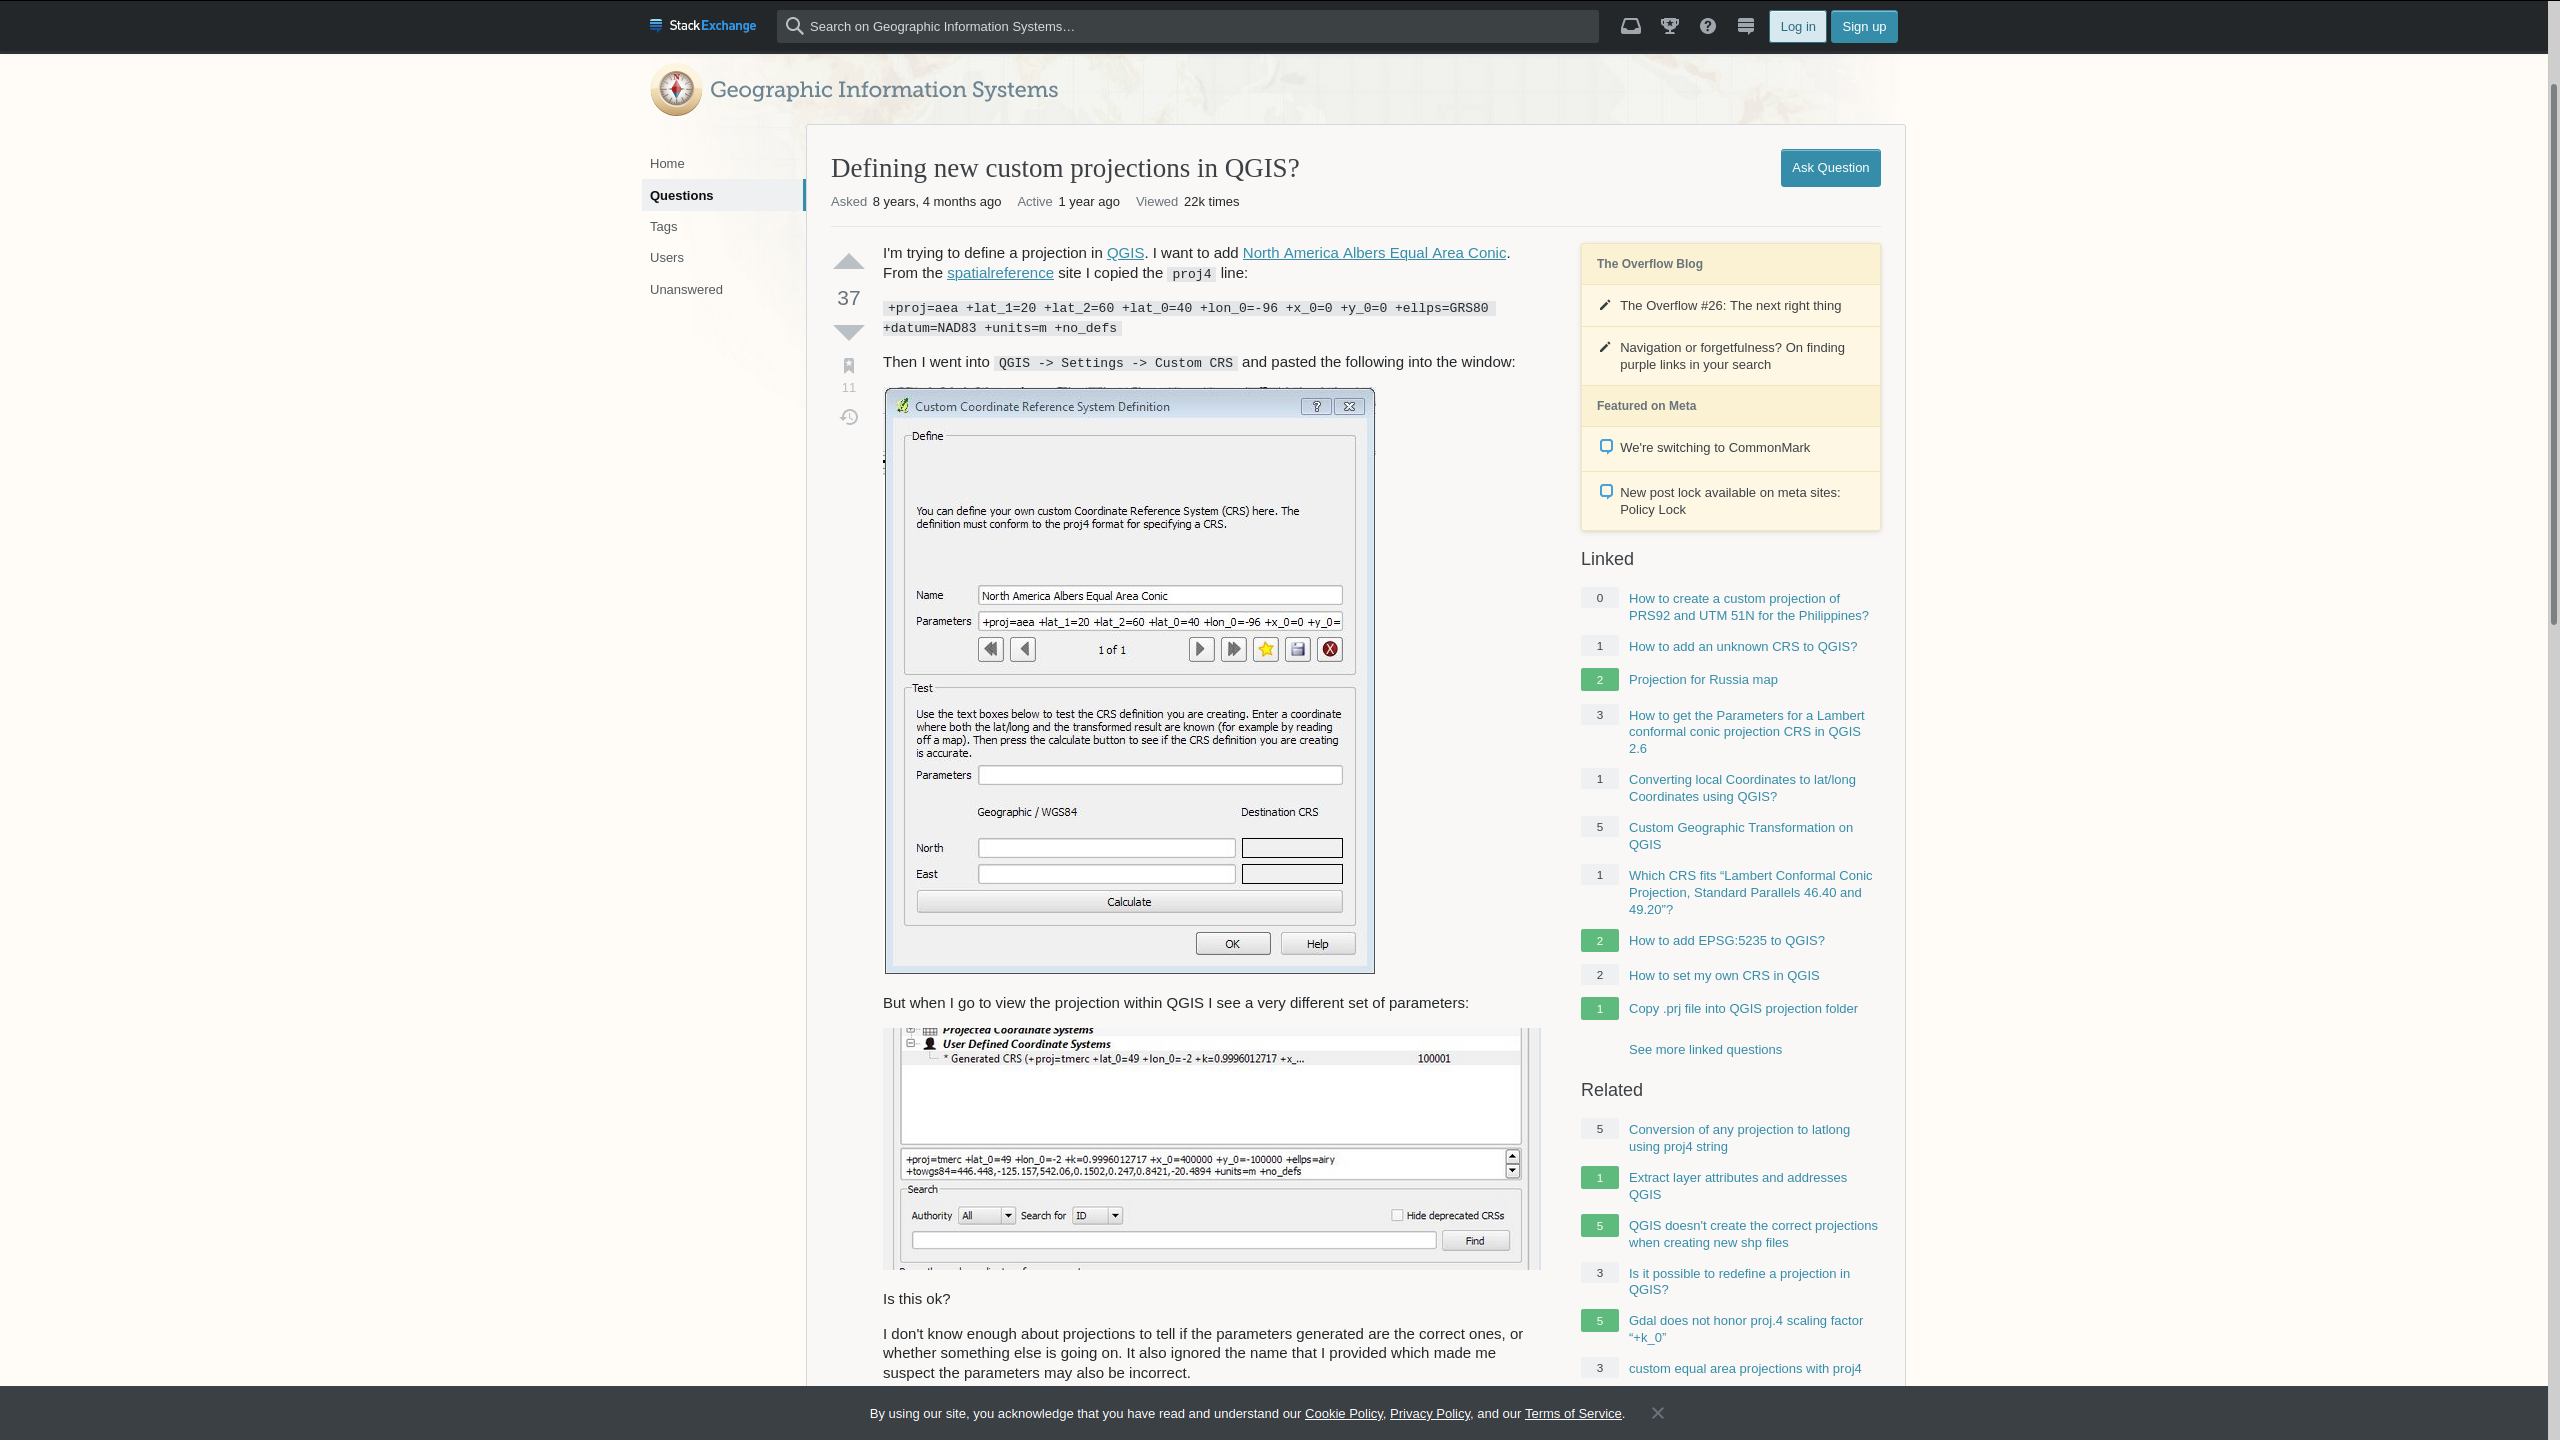 StackExchange
Search on Geographic Information Systems…
Log in
Sign up
N
Geographic Information Systems
Home
Questions
Tags
Users
Unanswered
Defining new custom projections in QGIS?
Ask Question
Asked 8 years, 4 months ago Active 1 year ago Viewed 22k times
37
11
I'm trying to define a projection in QGIS. I want to add North America Albers Equal Area Conic.
From the spatialreference site I copied the proj4 line:
+proj=aea +lat_1=20 +lat_2=60 +lat_0=40 +lon_0=-96 +x_0=0 +y_0=0 +ellps=GRS80
+datum=NAD83 +units=m +no_defs
Then I went into QGIS -> Settings -> Custom CRS and pasted the following into the window:
Custom Coordinate Reference System Definition
Define
You can define your own custom Coordinate Reference System (CRS) here. The
definition must conform to the proj4 format for specifying a CRS.
Name North America Albers Equal Area Conic
Parameters +proj=aea +lat_1=20 +lat_2=60 +lat_0=40 +lon_0=-96 +x_0=0 +y_0=
1 of 1
Test
Use the text boxes below to test the CRS definition you are creating. Enter a coordinate
where both the lat/long and the transformed result are known (for example by reading
off a map). Then press the calculate button to see if the CRS definition you are creating
is accurate.
Parameters
Geographic / WGS84 Destination CRS
North
East
Calculate
OK Help
But when I go to view the projection within QGIS I see a very different set of parameters:
Projected Coordinate Systems
User Defined Coordinate Systems
* Generated CRS (+proj=tmerc +lat_0=49 +lon_0=-2 +k=0.9996012717 +x_... 100001
+proj=tmerc +lat_0=49 +lon_0=-2 +k=0.9996012717 +x_0=400000 +y_0=-100000 +ellps=airy
+towgs84=446.448,-125.157,542.06,0.1502,0.247,0.8421,-20.4894 +units=m +no_defs
Search
Authority All Search for ID Hide deprecated CRSs
Find
Is this ok?
I don't know enough about projections to tell if the parameters generated are the correct ones, or
whether something else is going on. It also ignored the name that I provided which made me
suspect the parameters may also be incorrect.
The Overflow Blog
The Overflow #26: The next right thing
Navigation or forgetfulness? On finding
purple links in your search
Featured on Meta
We're switching to CommonMark
New post lock available on meta sites:
Policy Lock
Linked
0 How to create a custom projection of
PRS92 and UTM 51N for the Philippines?
1 How to add an unknown CRS to QGIS?
2 Projection for Russia map
3 How to get the Parameters for a Lambert
conformal conic projection CRS in QGIS
2.6
1 Converting local Coordinates to lat/long
Coordinates using QGIS?
5 Custom Geographic Transformation on
QGIS
1 Which CRS fits “Lambert Conformal Conic
Projection, Standard Parallels 46.40 and
49.20”?
2 How to add EPSG:5235 to QGIS?
2 How to set my own CRS in QGIS
1 Copy .prj file into QGIS projection folder
See more linked questions
Related
5 Conversion of any projection to latlong
using proj4 string
1 Extract layer attributes and addresses
QGIS
5 QGIS doesn't create the correct projections
when creating new shp files
3 Is it possible to redefine a projection in
QGIS?
5 Gdal does not honor proj.4 scaling factor
“+k_0”
3 custom equal area projections with proj4
By using our site, you acknowledge that you have read and understand our Cookie Policy, Privacy Policy, and our Terms of Service.